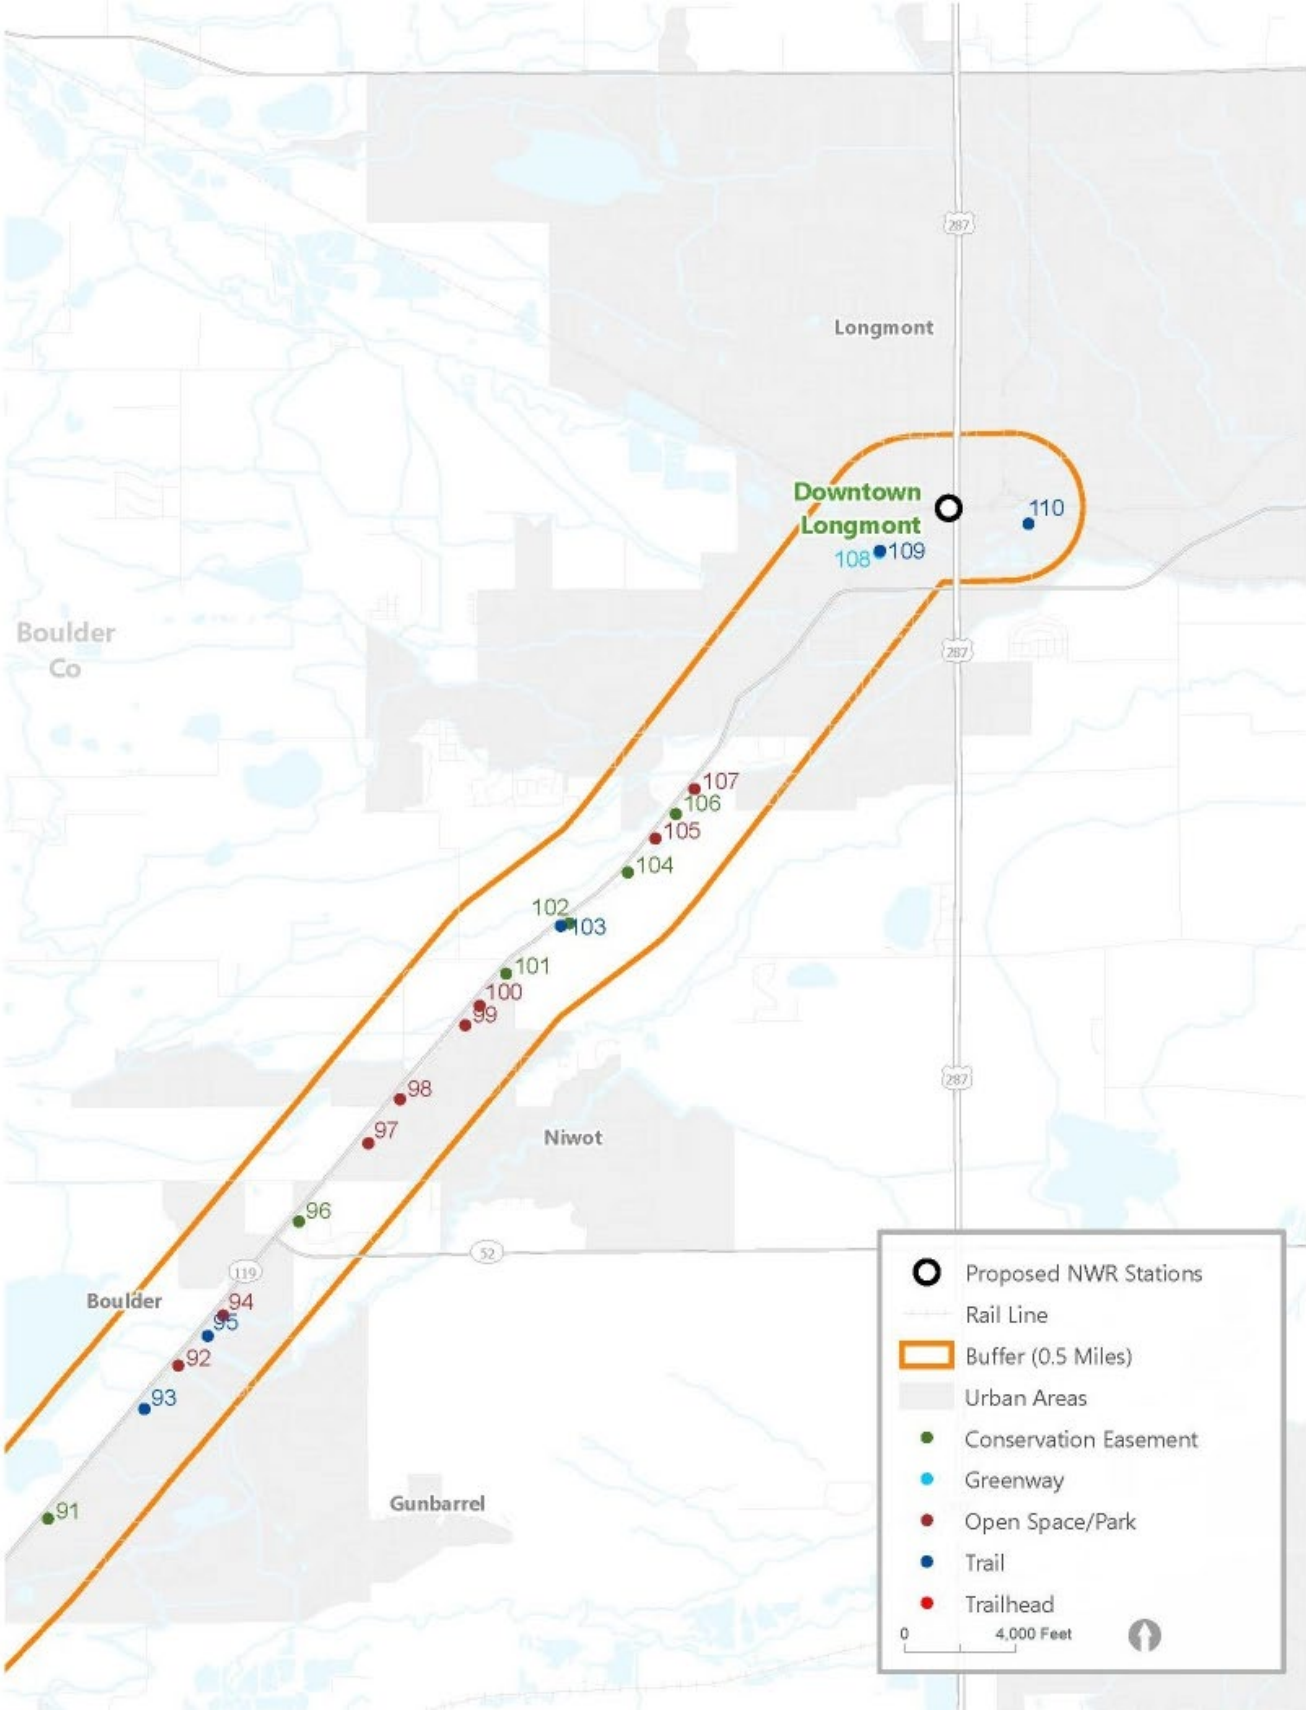 287
Longmont
Downtown
Longmont
110
108
109
Boulder
Co
287
107
106
105
104
102
103
101
100
99
98
287
97
Niwot
96
52
119
Boulder
94
95
92
93
91
Gunbarrel
Proposed NWR Stations
Rail Line
Buffer (0.5 Miles)
Urban Areas
Conservation Easement
Greenway
Open Space/Park
Trail
Trailhead
0 4,000 Feet